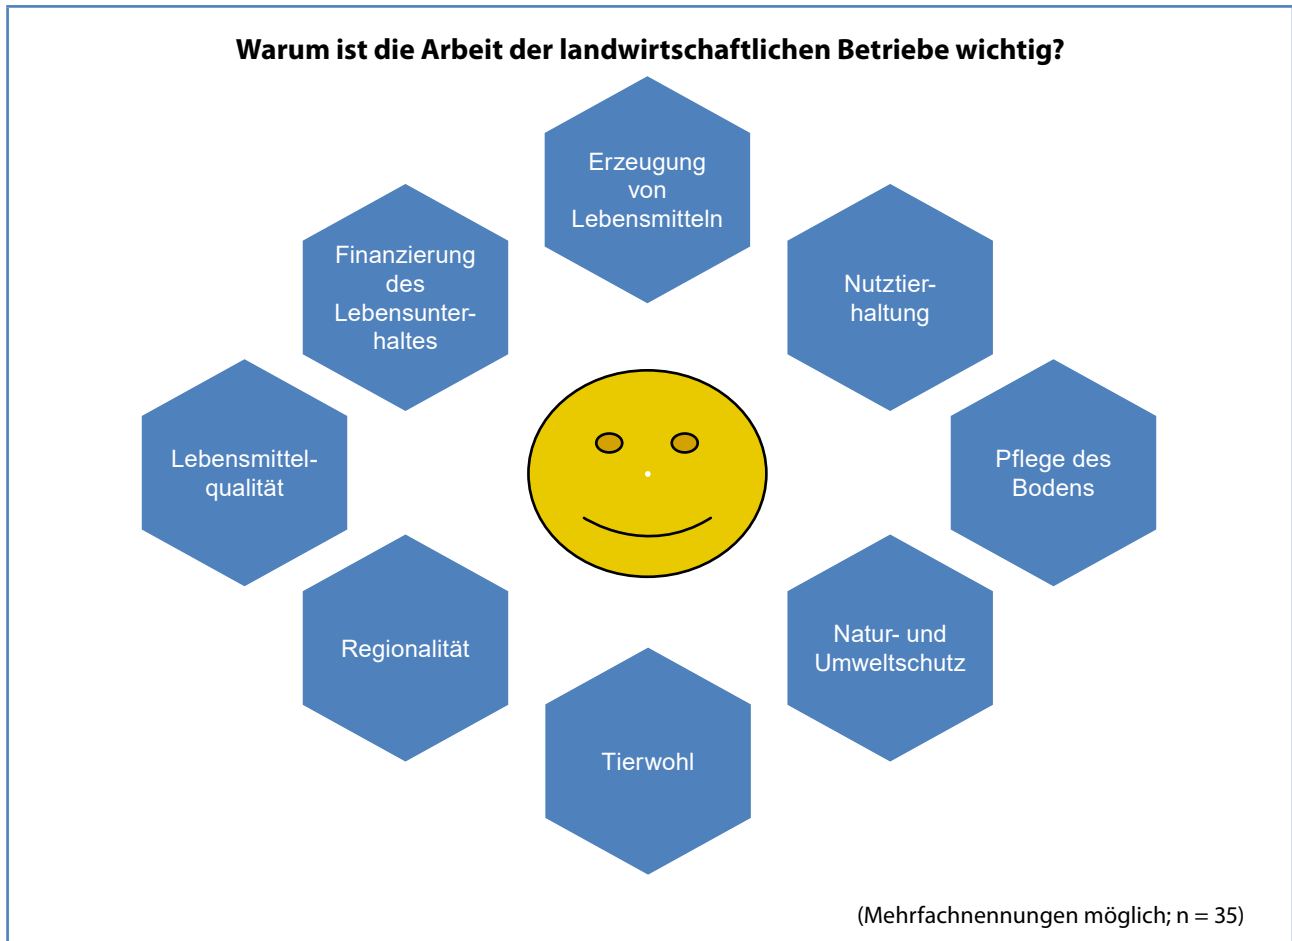 Warum ist die Arbeit der landwirtschaftlichen Betriebe wichtig?
Erzeugung
von
Lebensmitteln
Nutztier-
haltung
Pflege des
Bodens
Natur- und
Umweltschutz
Tierwohl
Regionalität
Lebensmittel-
qualität
Finanzierung
des
Lebensunter-
haltes
(Mehrfachnennungen möglich; n = 35)